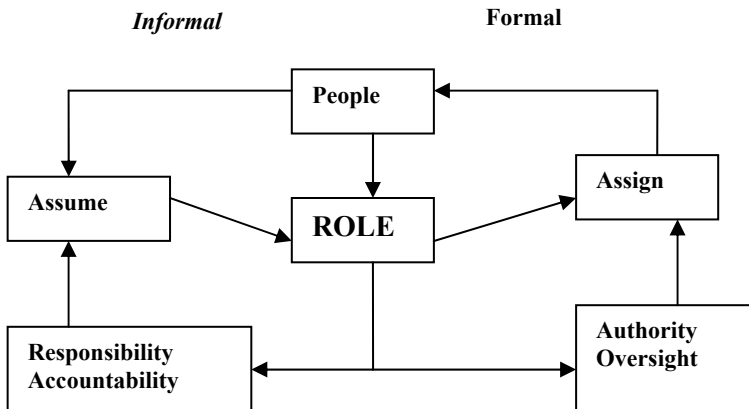 Informal
Formal
People
Assume
ROLE
Assign
Responsibility
Accountability
Authority
Oversight